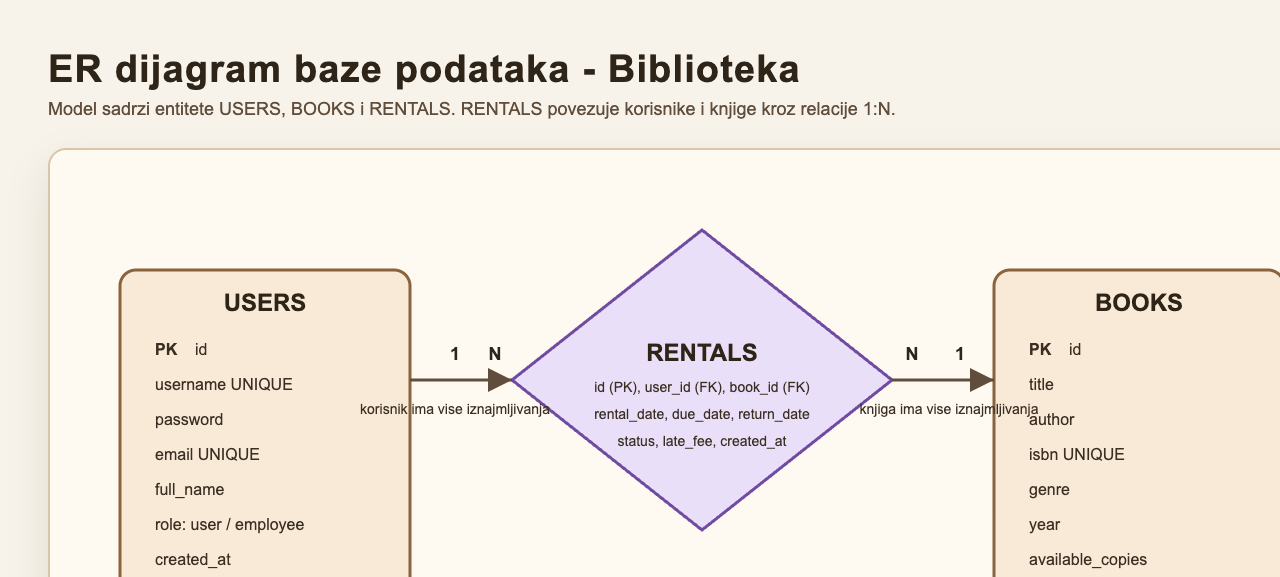 ER dijagram baze podataka - Biblioteka
Model sadrzi entitete USERS, BOOKS i RENTALS. RENTALS povezuje korisnike i knjige kroz relacije 1:N.
USERS
PK id
username UNIQUE
password
email UNIQUE
full_name
role: user / employee
created_at
1 N
korisnik ima vise iznajmljivanja
RENTALS
id (PK), user_id (FK), book_id (FK)
rental_date, due_date, return_date
status, late_fee, created_at
N 1
knjiga ima vise iznajmljivanja
BOOKS
PK id
title
author
isbn UNIQUE
genre
year
available_copies